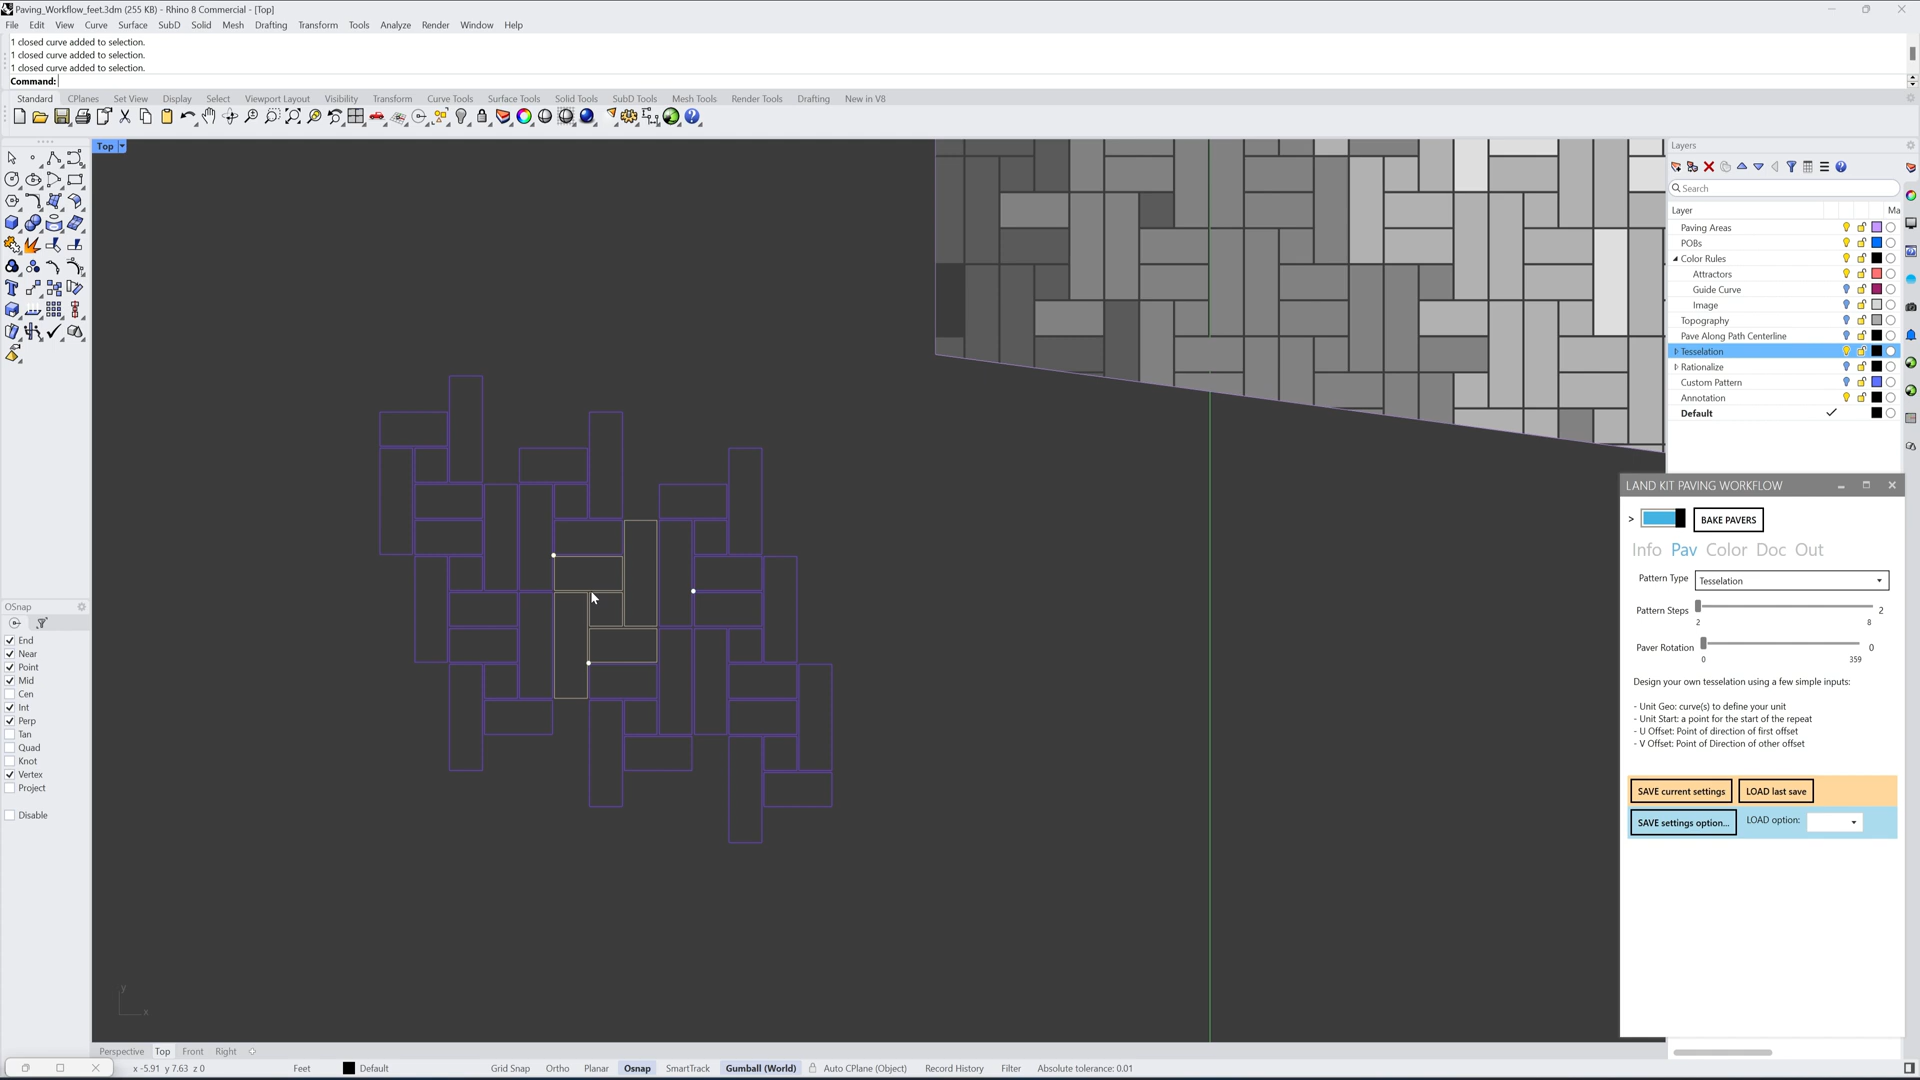 Paving_Workflow_feet.3dm (255 KB) - Rhino 8 Commercial - [Top]
File Edit View Curve Surface SubD Solid Mesh Drafting Transform Tools Analyze Render Window Help
1 closed curve added to selection.
1 closed curve added to selection.
1 closed curve added to selection.
Command:
Standard CPlanes Set View Display Select Viewport Layout Visibility Transform Curve Tools Surface Tools Solid Tools SubD Tools Mesh Tools Render Tools Drafting New in V8
Top
Layers
Search
Layer Ma
Paving Areas
POBs
Color Rules
Attractors
Guide Curve
Image
Topography
Pave Along Path Centerline
Tesselation
Rationalize
Custom Pattern
Annotation
Default
LAND KIT PAVING WORKFLOW
> BAKE PAVERS
Info Pav Color Doc Out
Pattern Type Tesselation
Pattern Steps 2
2 8
Paver Rotation 0
0 359
Design your own tesselation using a few simple inputs:
- Unit Geo: curve(s) to define your unit
- Unit Start: a point for the start of the repeat
- U Offset: Point of direction of first offset
- V Offset: Point of Direction of other offset
SAVE current settings LOAD last save
SAVE settings option... LOAD option:
OSnap
End
Near
Point
Mid
Cen
Int
Perp
Tan
Quad
Knot
Vertex
Project
Disable
y
x
Perspective Top Front Right
x -5.91 y 7.63 z 0 Feet Default Grid Snap Ortho Planar Osnap SmartTrack Gumball (World) Auto CPlane (Object) Record History Filter Absolute tolerance: 0.01